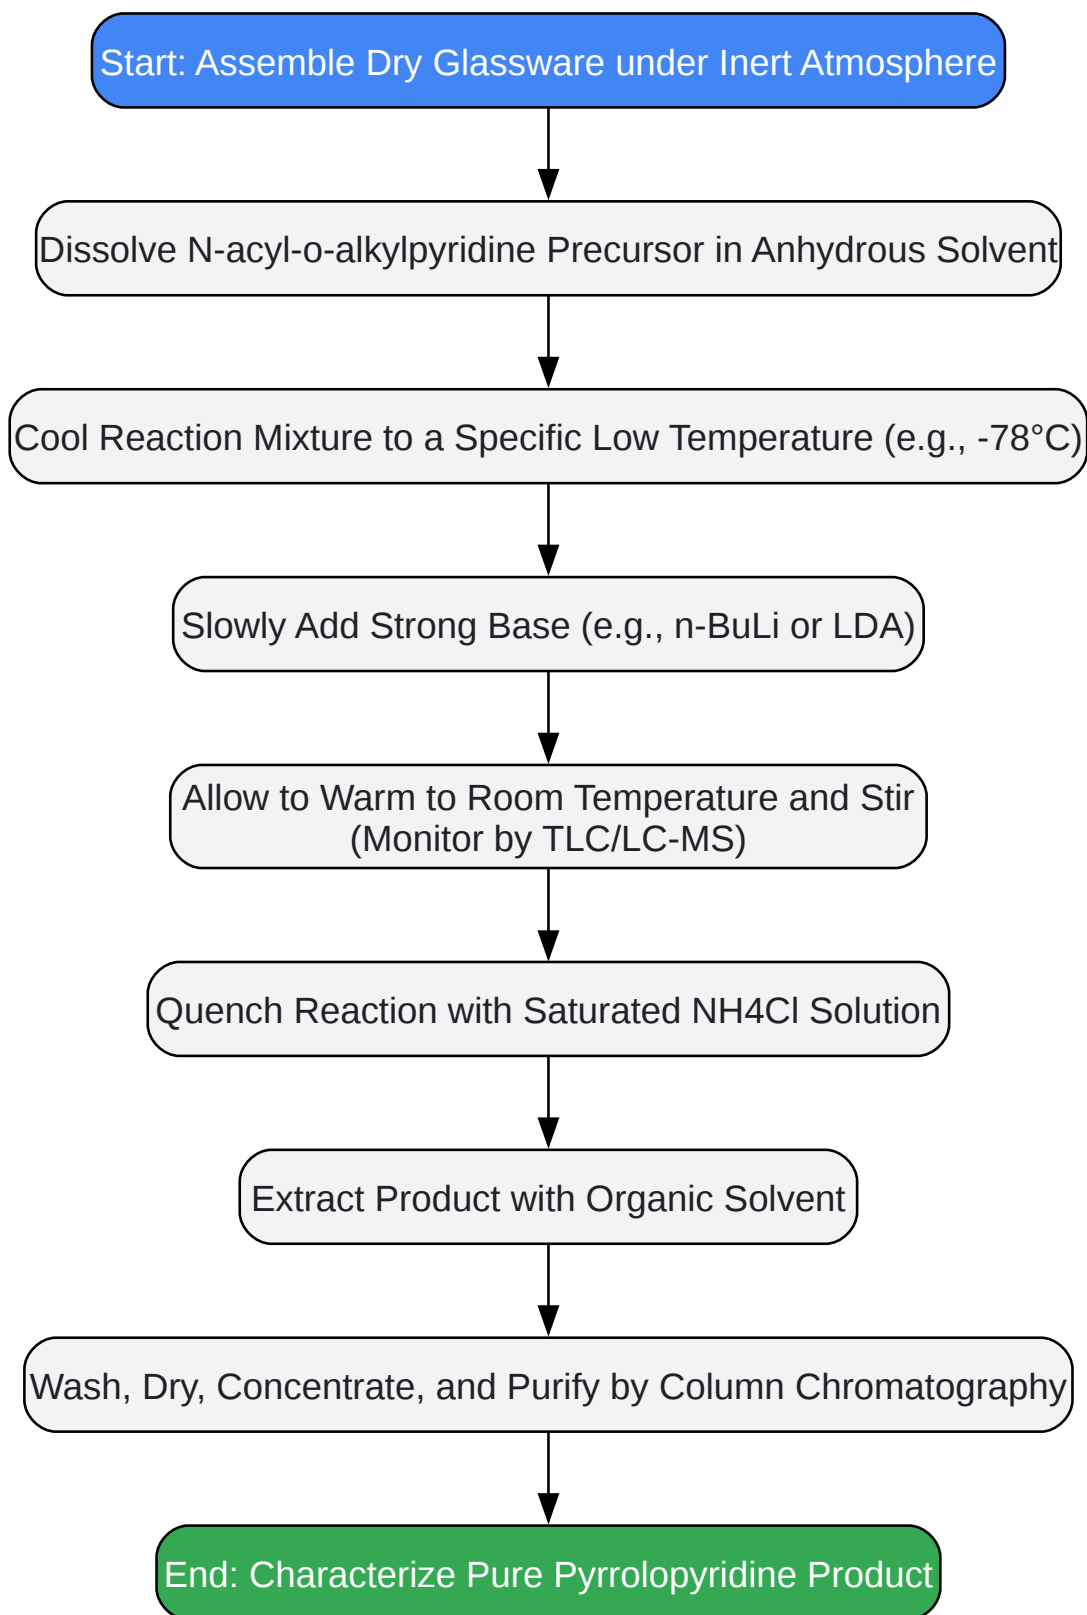 Start: Assemble Dry Glassware under Inert Atmosphere
Dissolve N-acyl-o-alkylpyridine Precursor in Anhydrous Solvent
Cool Reaction Mixture to a Specific Low Temperature (e.g., -78°C)
Slowly Add Strong Base (e.g., n-BuLi or LDA)
Allow to Warm to Room Temperature and Stir
(Monitor by TLC/LC-MS)
Quench Reaction with Saturated NH4Cl Solution
Extract Product with Organic Solvent
Wash, Dry, Concentrate, and Purify by Column Chromatography
End: Characterize Pure Pyrrolopyridine Product